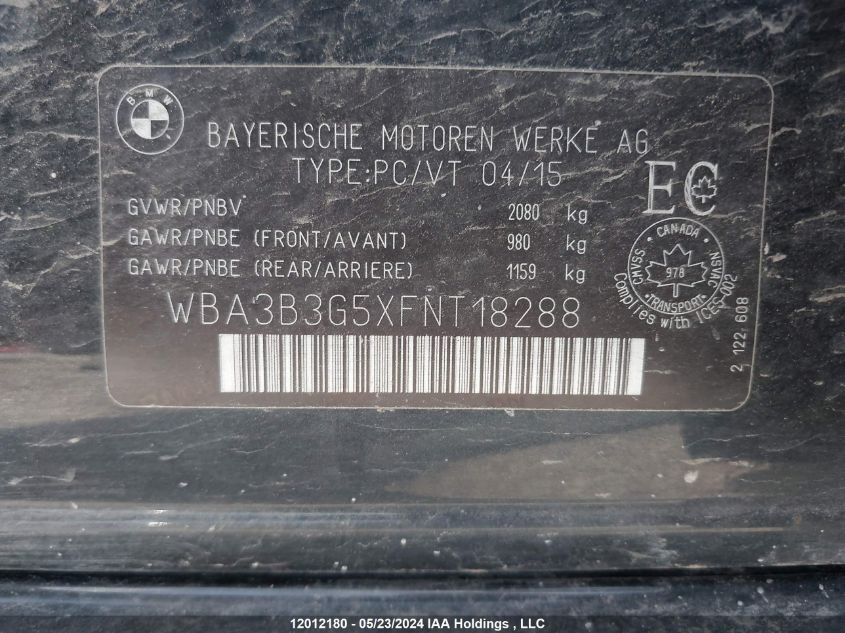 BMW
BAYERISCHE MOTOREN WERKE AG
TYPE:PC/VT 04/15
EC
GVWR/PNBV 2080 kg
GAWR/PNBE (FRONT/AVANT) 980 kg
GAWR/PNBE (REAR/ARRIERE) 1159 kg
CANADA
CMVSS
NSVAC
978
TRANSPORT
Complies with ICES-002
WBA3B3G5XFNT18288
2 122 608
12012180 - 05/23/2024 IAA Holdings , LLC